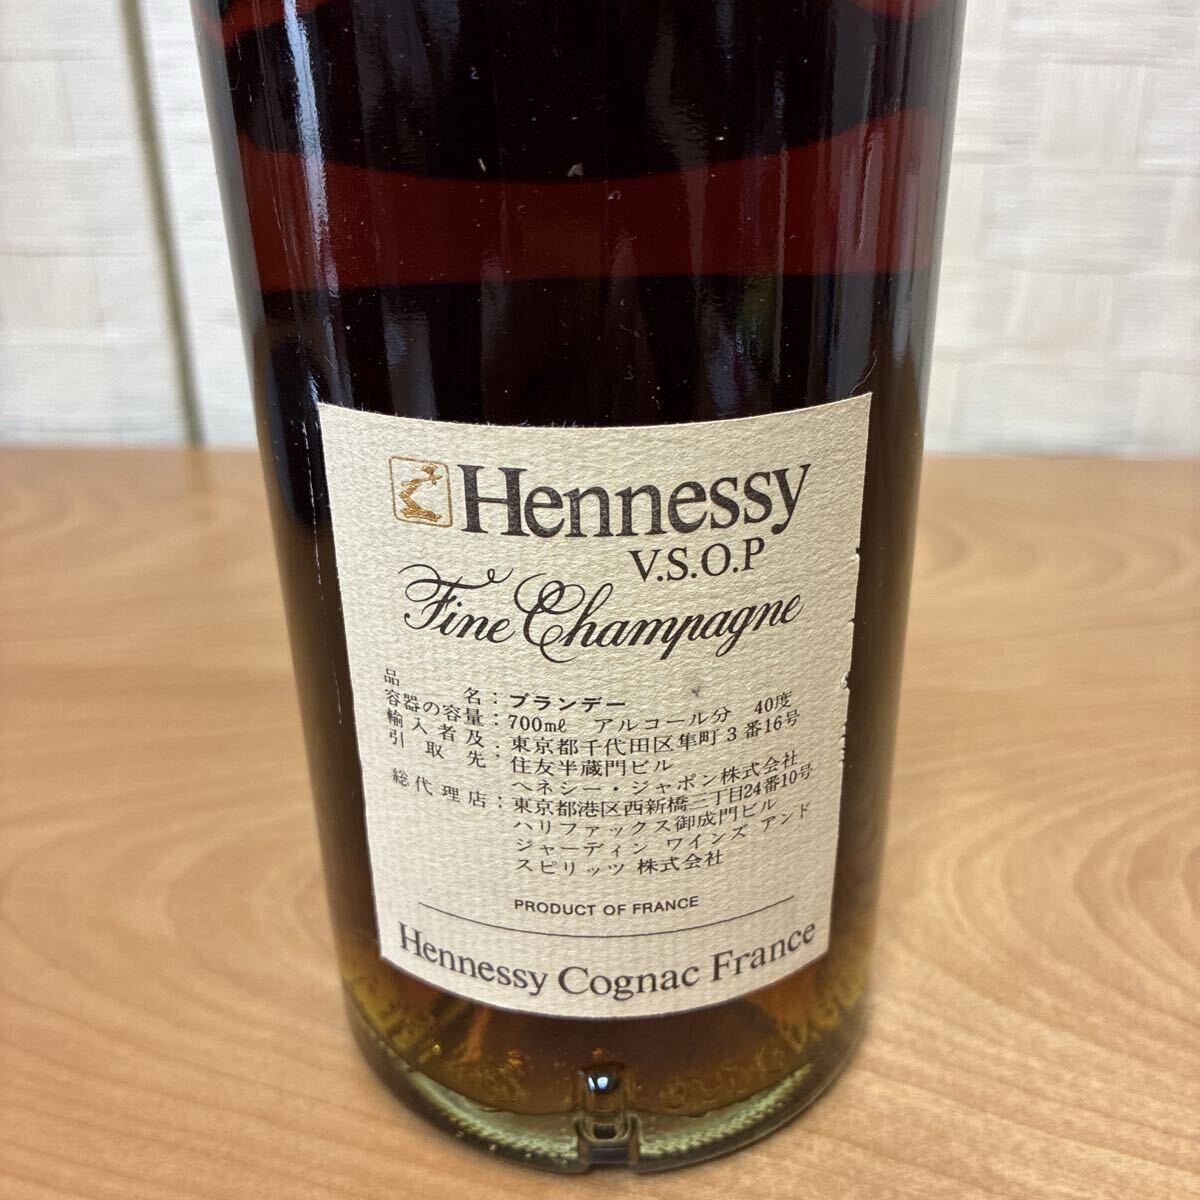 Hennessy
V.S.O.P
Fine Champagne
品名：ブランデー
容器の容量：700mℓ アルコール分 40度
輸入者及：東京都千代田区隼町3番16号
引取先：住友半蔵門ビル
ヘネシー・ジャポン株式会社
総代理店：東京都港区西新橋三丁目24番10号
ハリファックス御成門ビル
ジャーディン ワインズ アンド
スピリッツ 株式会社
PRODUCT OF FRANCE
Hennessy Cognac France